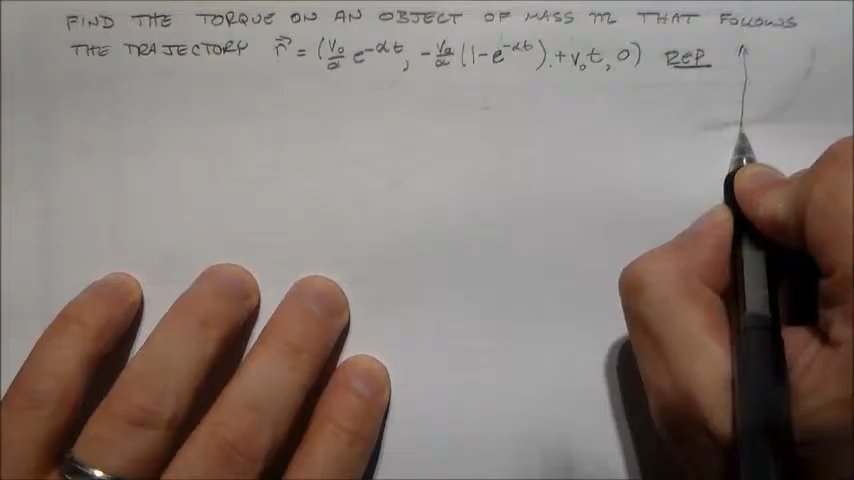 FIND THE TORQUE ON AN OBJECT OF MASS m THAT FOLLOWS
THE TRAJECTORY r⃗ = (v₀/α e^-αt, -v₀/α (1-e^-αt) + v₀t, 0) REP